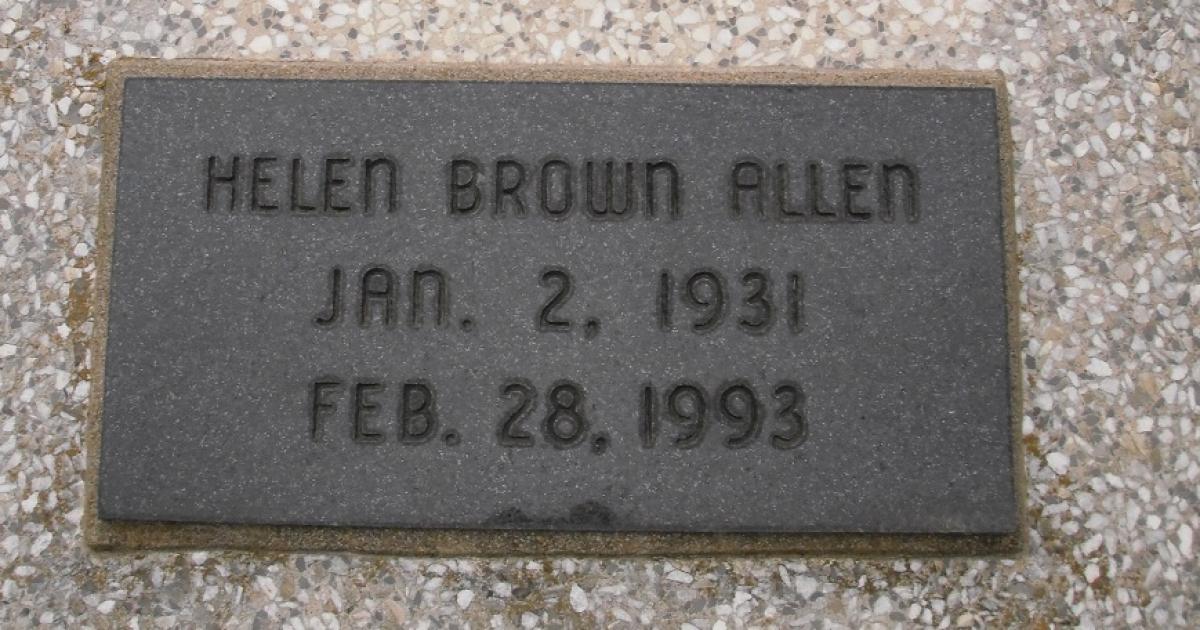 HELEN BROWN ALLEN
JAN. 2, 1931
FEB. 28, 1993